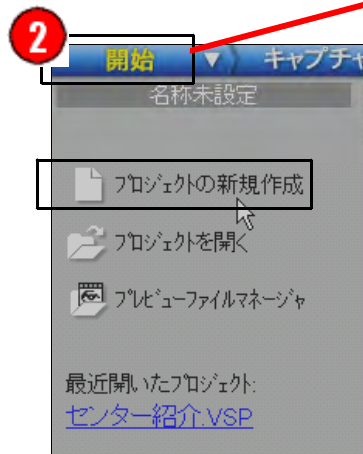 2
開始 ▼ キャプチャ
名称未設定
プロジェクトの新規作成
プロジェクトを開く
プレビューファイルマネージャ
最近開いたプロジェクト:
センター紹介.VSP